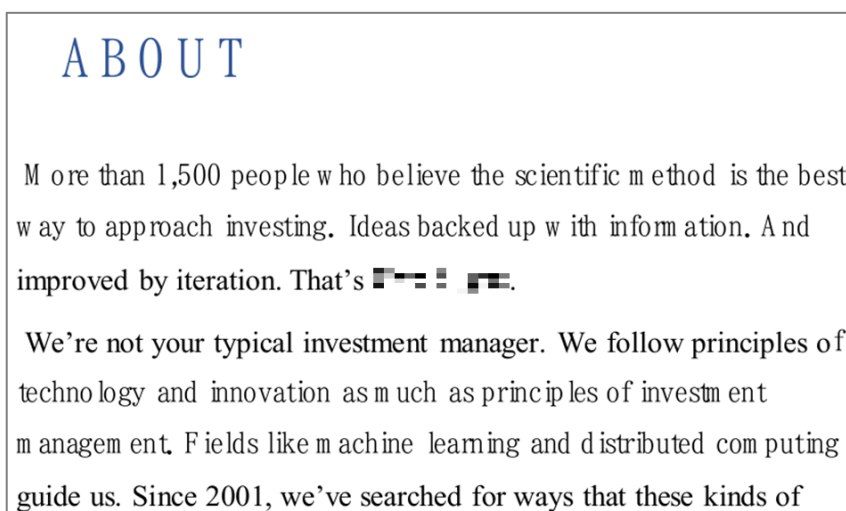 ABOUT
More than 1,500 people who believe the scientific method is the best
way to approach investing. Ideas backed up with information. And
improved by iteration. That’s .
We’re not your typical investment manager. We follow principles of
technology and innovation as much as principles of investment
management. Fields like machine learning and distributed computing
guide us. Since 2001, we’ve searched for ways that these kinds of